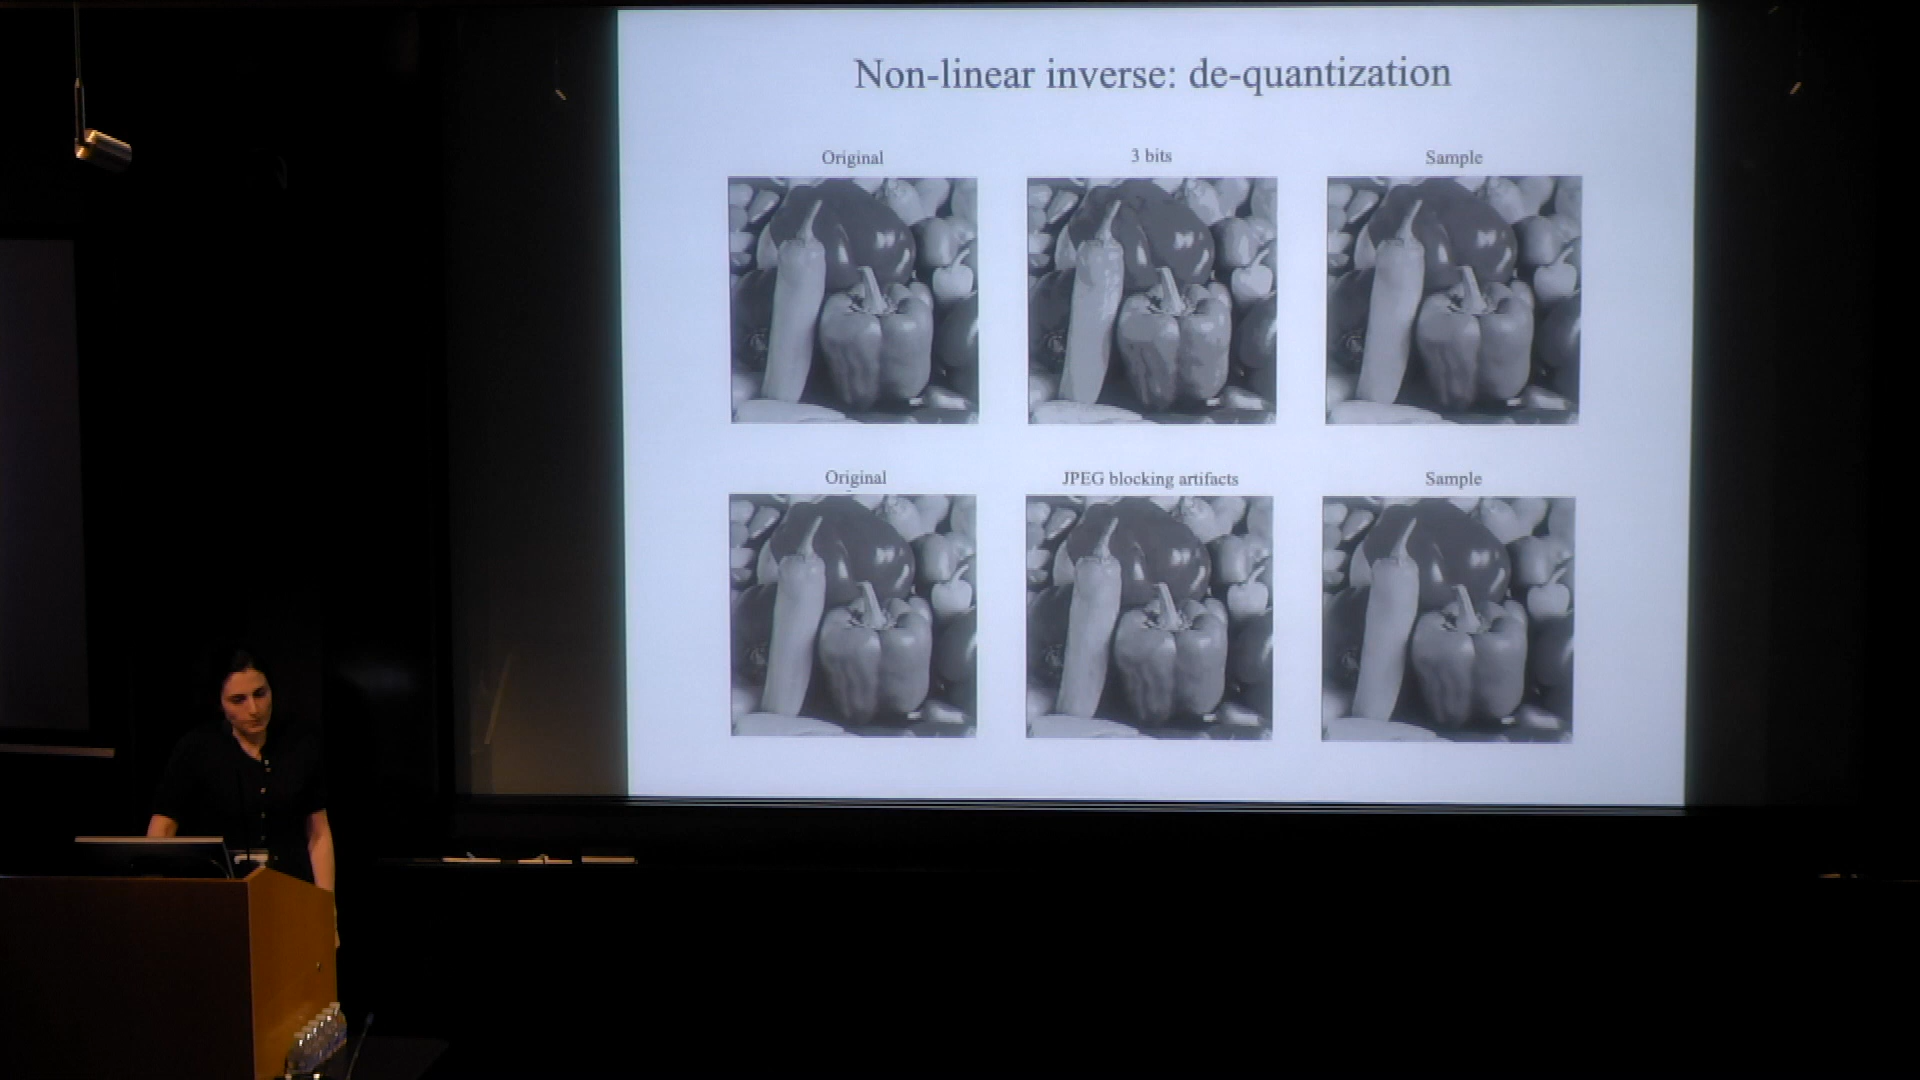 Non-linear inverse: de-quantization
Original
3 bits
Sample
Original
JPEG blocking artifacts
Sample